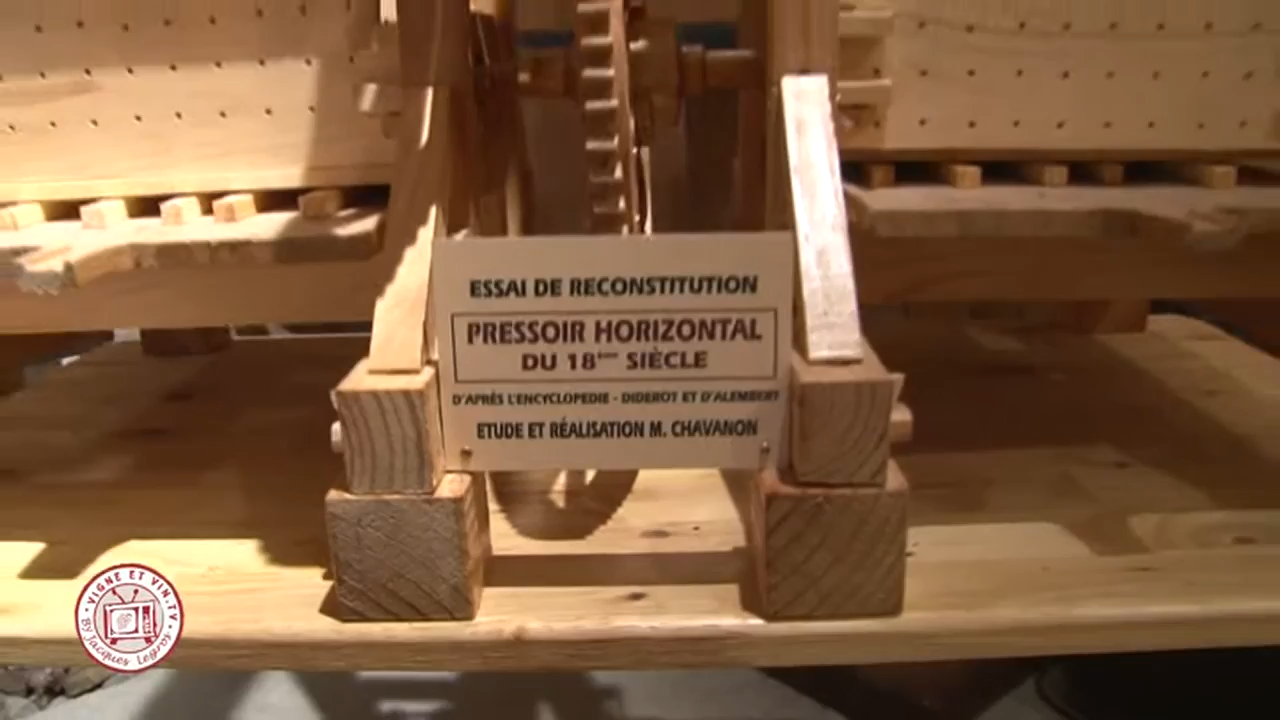 ESSAI DE RECONSTITUTION
PRESSOIR HORIZONTAL
DU 18ème SIÈCLE
D'APRÈS L'ENCYCLOPEDIE - DIDEROT ET D'ALEMBERT
ETUDE ET RÉALISATION M. CHAVANON
• VIGNE ET VIN.TV •
By Jacques Legros